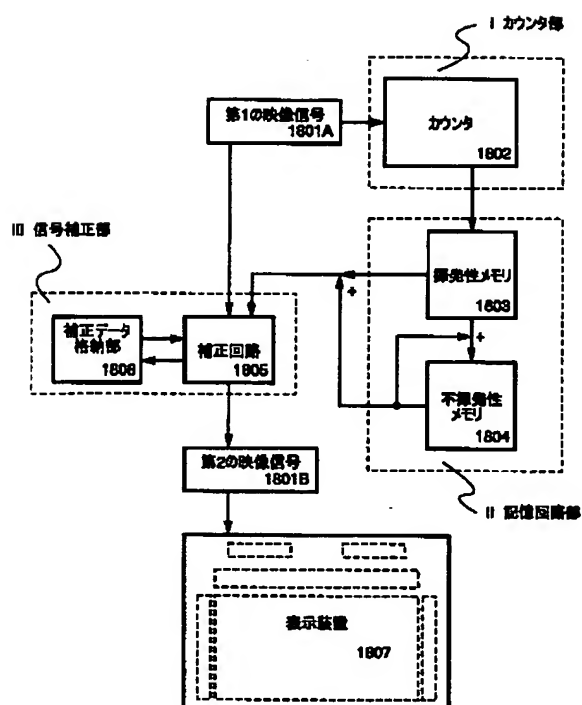 I カウンタ部
第1の映像信号
1801A
カウンタ
1802
III 信号補正部
揮発性メモリ
1803
+
+
補正データ
格納部
1806
補正回路
1805
不揮発性
メモリ
1804
第2の映像信号
1801B
II 記憶回路部
表示装置
1807